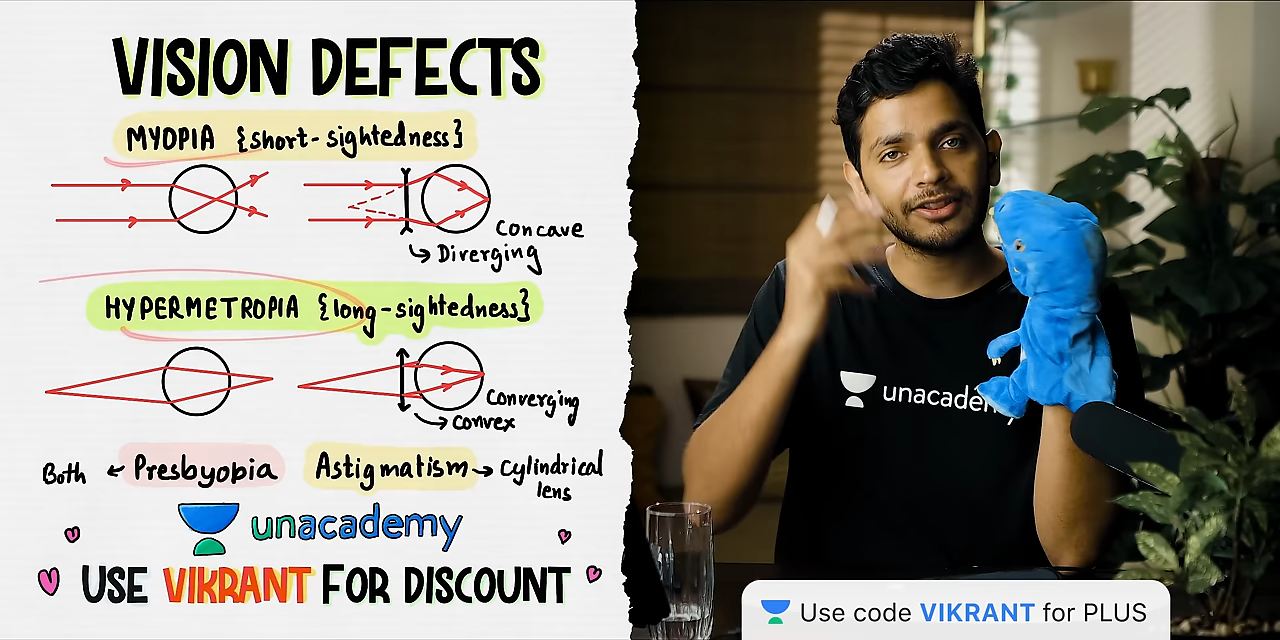 VISION DEFECTS
MYOPIA {short-sightedness}
Concave
Diverging
HYPERMETROPIA {long-sightedness}
Converging
convex
Both ← Presbyopia Astigmatism → Cylindrical
lens
unacademy
USE VIKRANT FOR DISCOUNT
unacademy
Use code VIKRANT for PLUS